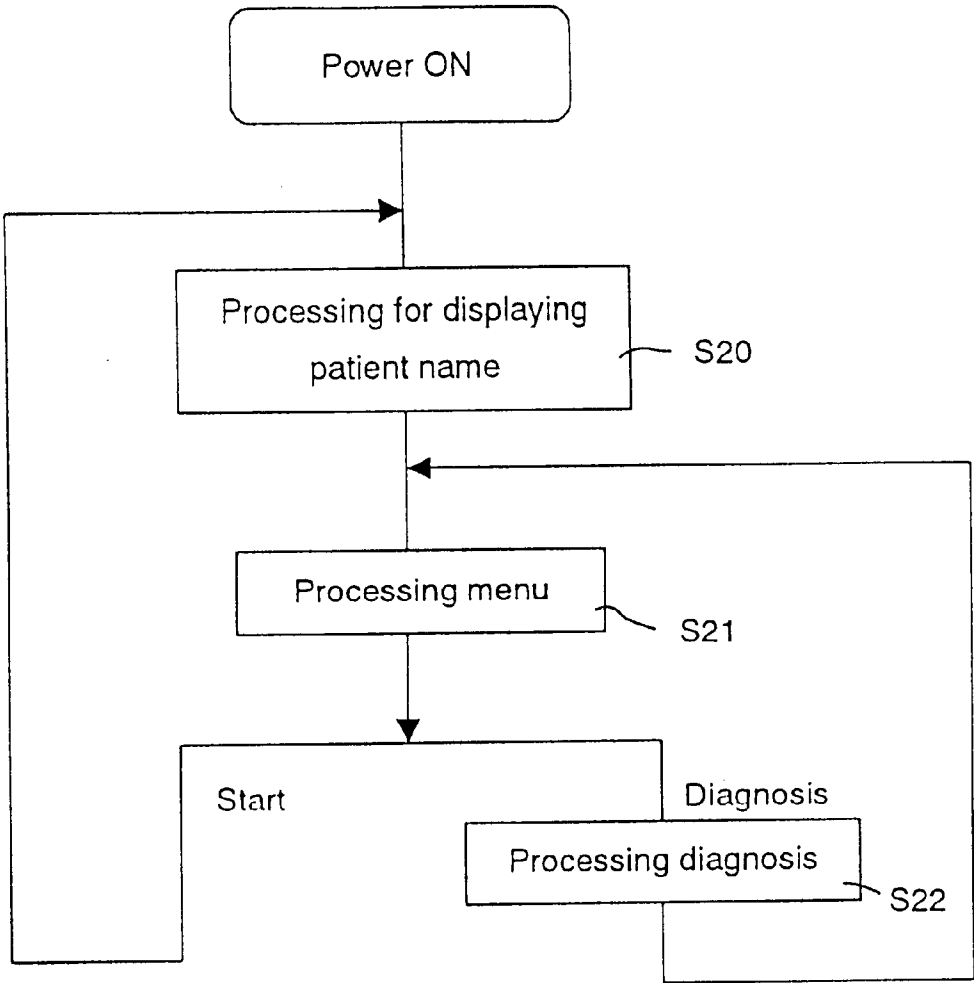 Power ON
Processing for displaying
patient name
S20
Processing menu
S21
Start
Diagnosis
Processing diagnosis
S22